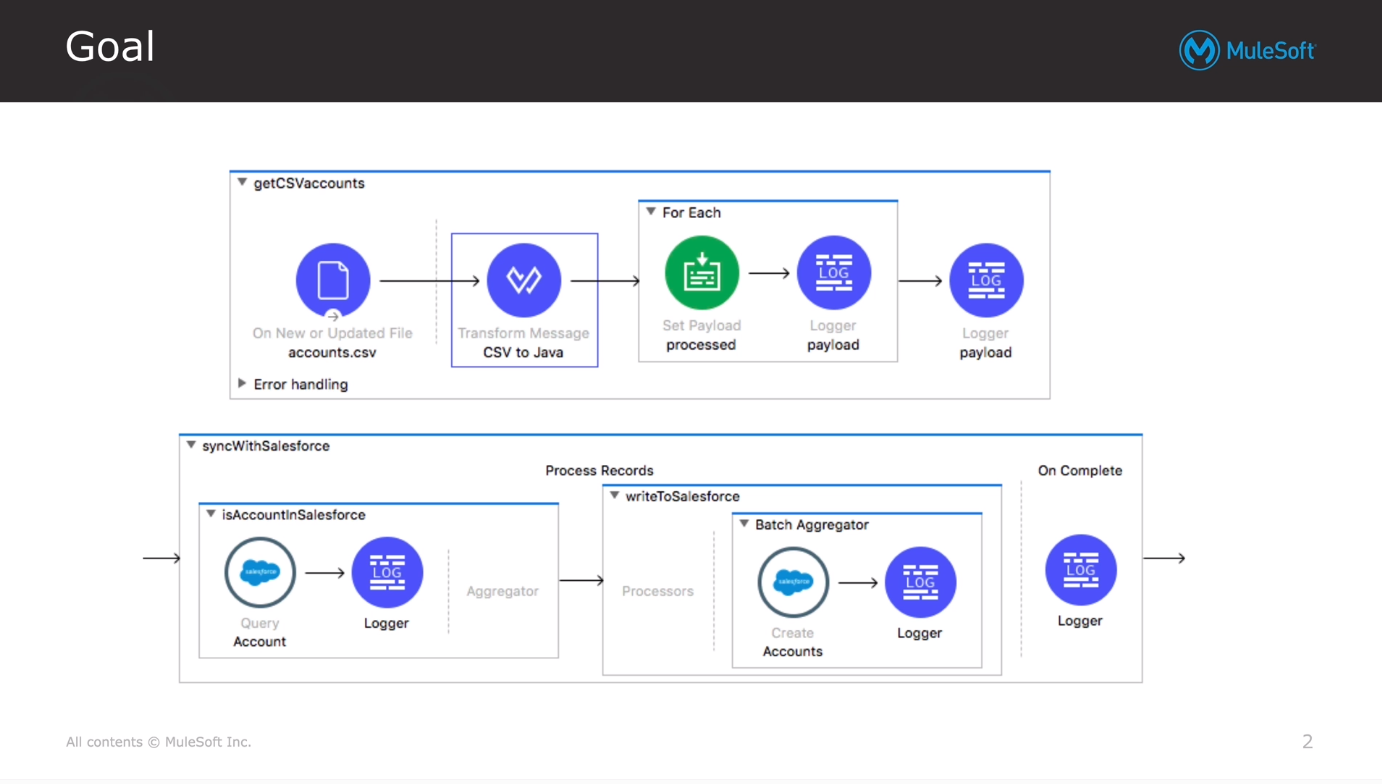 Goal
MuleSoft
getCSVaccounts
On New or Updated File
accounts.csv
Transform Message
CSV to Java
For Each
Set Payload
processed
LOG
Logger
payload
LOG
Logger
payload
Error handling
syncWithSalesforce
Process Records
On Complete
isAccountInSalesforce
salesforce
Query
Account
LOG
Logger
Aggregator
writeToSalesforce
Processors
Batch Aggregator
salesforce
Create
Accounts
LOG
Logger
LOG
Logger
All contents © MuleSoft Inc.
2